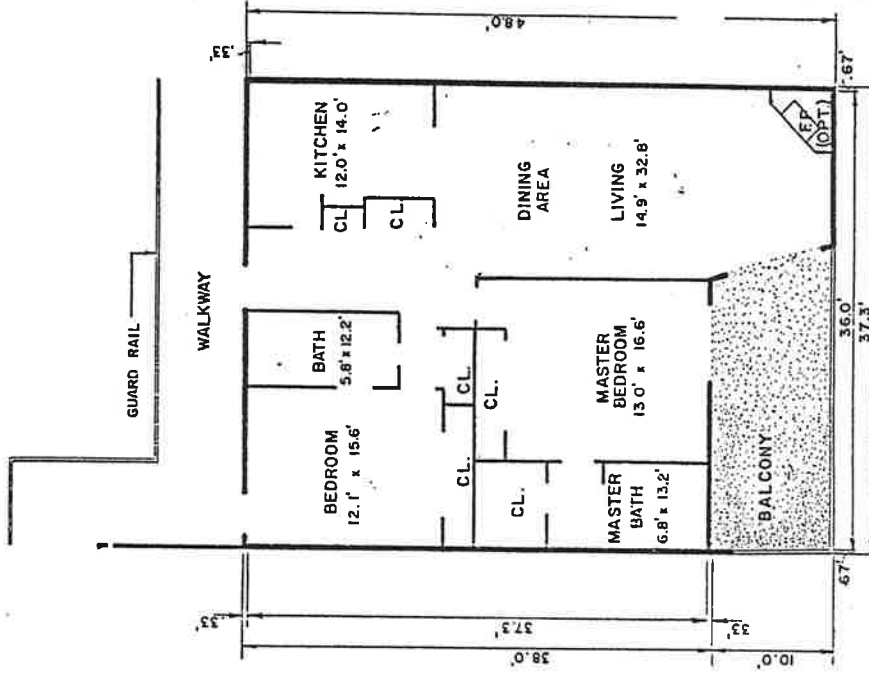 GUARD RAIL
WALKWAY
.33'
48.0'
KITCHEN
12.0' x 14.0'
CL.
CL.
BATH
5.8' x 12.2'
BEDROOM
12.1' x 15.6'
CL.
CL.
CL.
CL.
DINING
AREA
LIVING
14.9' x 32.8'
MASTER
BEDROOM
13.0' x 16.6'
MASTER
BATH
6.8' x 13.2'
F.P.
(OPT.)
BALCONY
.33'
37.3'
38.0'
.33'
10.0'
.67'
36.0'
37.3'
.67'